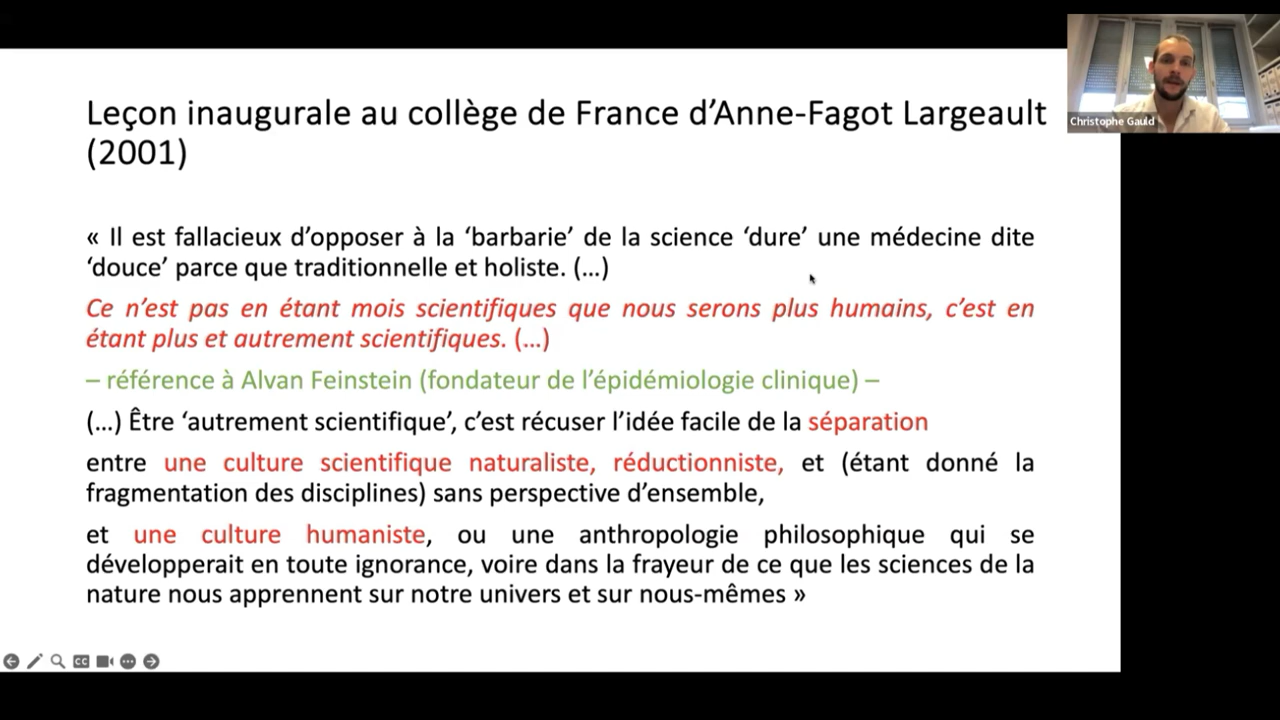 Leçon inaugurale au collège de France d’Anne-Fagot Largeault
(2001)
Christophe Gauld
« Il est fallacieux d’opposer à la ‘barbarie’ de la science ‘dure’ une médecine dite
‘douce’ parce que traditionnelle et holiste. (…)
Ce n’est pas en étant mois scientifiques que nous serons plus humains, c’est en
étant plus et autrement scientifiques. (…)
– référence à Alvan Feinstein (fondateur de l’épidémiologie clinique) –
(…) Être ‘autrement scientifique’, c’est récuser l’idée facile de la séparation
entre une culture scientifique naturaliste, réductionniste, et (étant donné la
fragmentation des disciplines) sans perspective d’ensemble,
et une culture humaniste, ou une anthropologie philosophique qui se
développerait en toute ignorance, voire dans la frayeur de ce que les sciences de la
nature nous apprennent sur notre univers et sur nous-mêmes »
CC